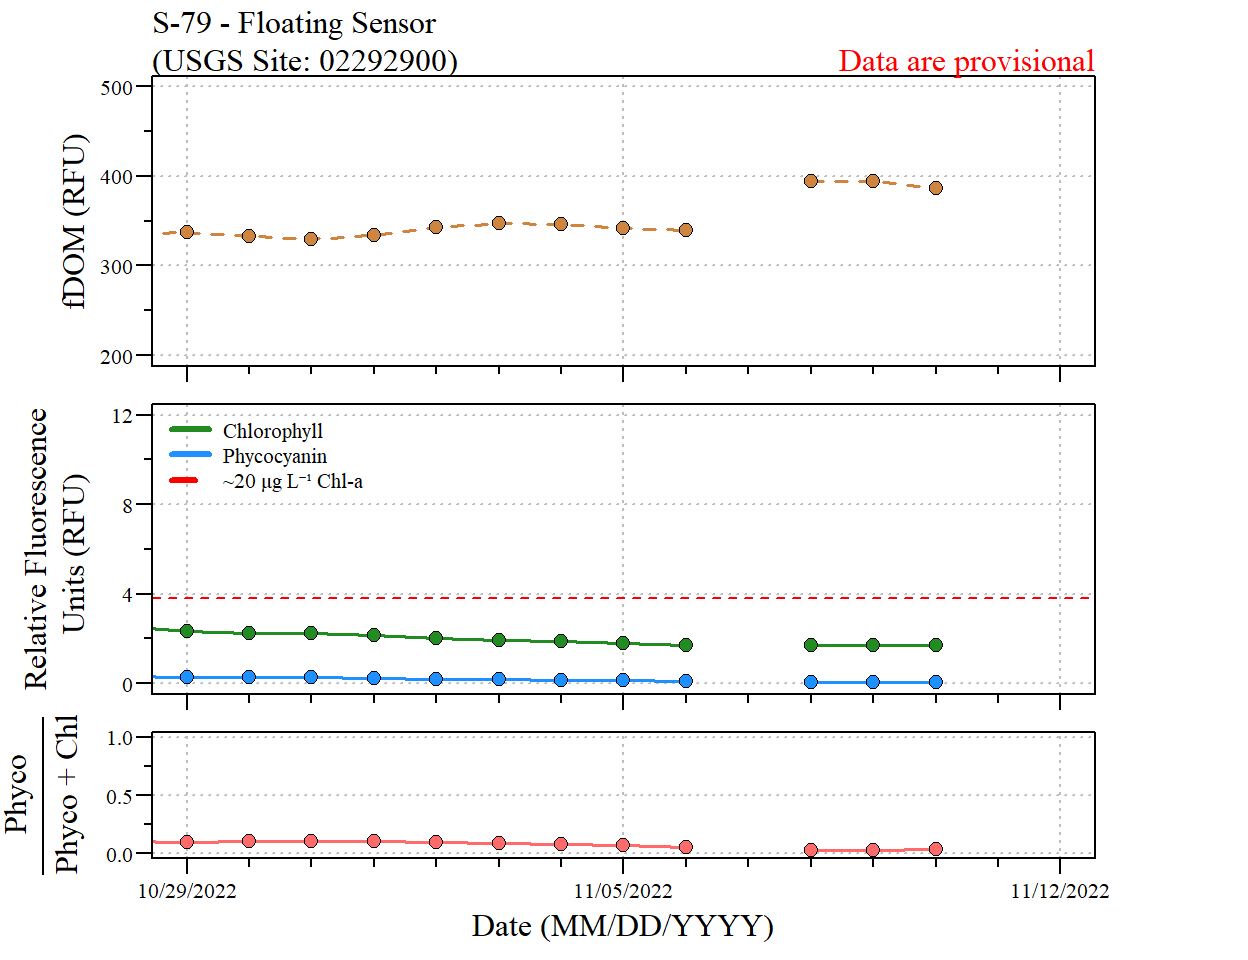 S-79 - Floating Sensor
(USGS Site: 02292900)
Data are provisional
fDOM (RFU)
500
400
300
200
Relative Fluorescence
Units (RFU)
12
8
4
0
Chlorophyll
Phycocyanin
~20 µg L⁻¹ Chl-a
Phyco
Phyco + Chl
1.0
0.5
0.0
10/29/2022
11/05/2022
11/12/2022
Date (MM/DD/YYYY)